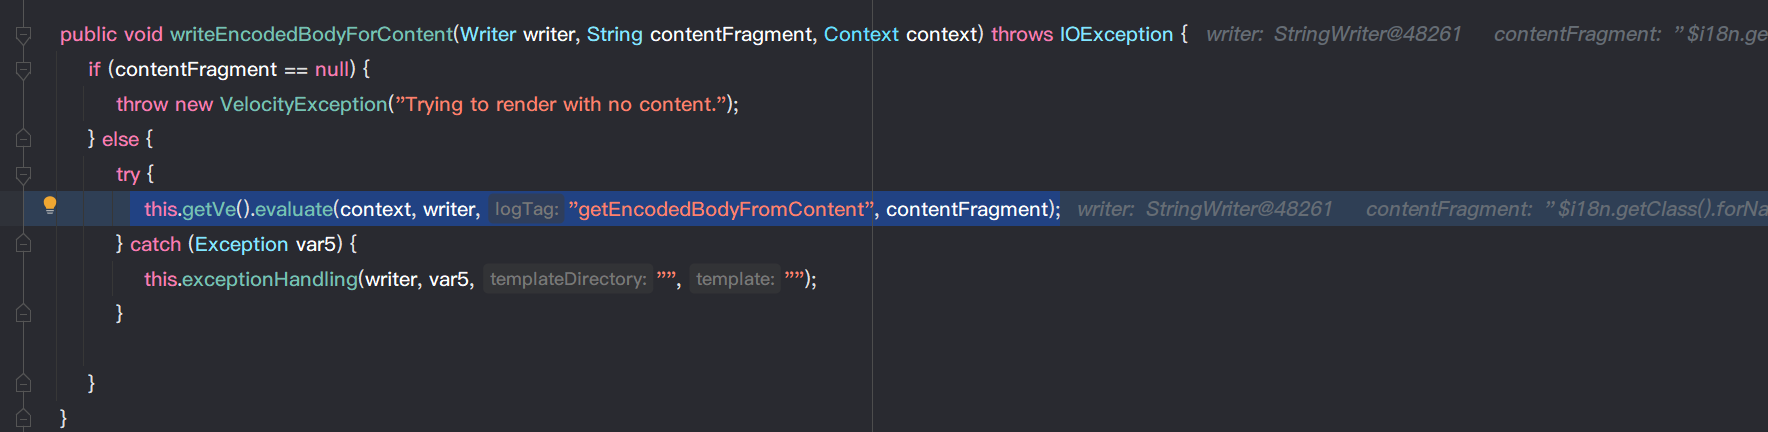 public void writeEncodedBodyForContent(Writer writer, String contentFragment, Context context) throws IOException { writer: StringWriter@48261 contentFragment: "$i18n.ge
if (contentFragment == null) {
throw new VelocityException("Trying to render with no content.");
} else {
try {
this.getVe().evaluate(context, writer, logTag: "getEncodedBodyFromContent", contentFragment); writer: StringWriter@48261 contentFragment: "$i18n.getClass().forNa
} catch (Exception var5) {
this.exceptionHandling(writer, var5, templateDirectory: "", template: "");
}
}
}